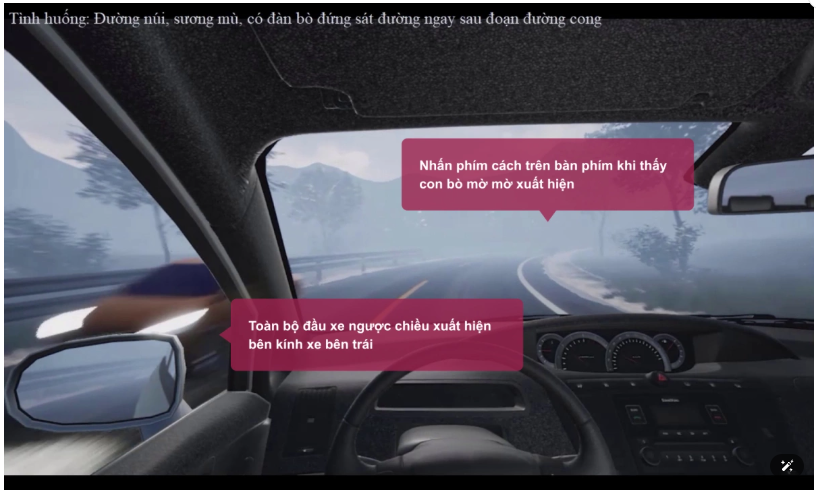 Tình huống: Đường núi, sương mù, có đàn bò đứng sát đường ngay sau đoạn đường cong
Nhấn phím cách trên bàn phím khi thấy
con bò mờ mờ xuất hiện
Toàn bộ đầu xe ngược chiều xuất hiện
bên kính xe bên trái